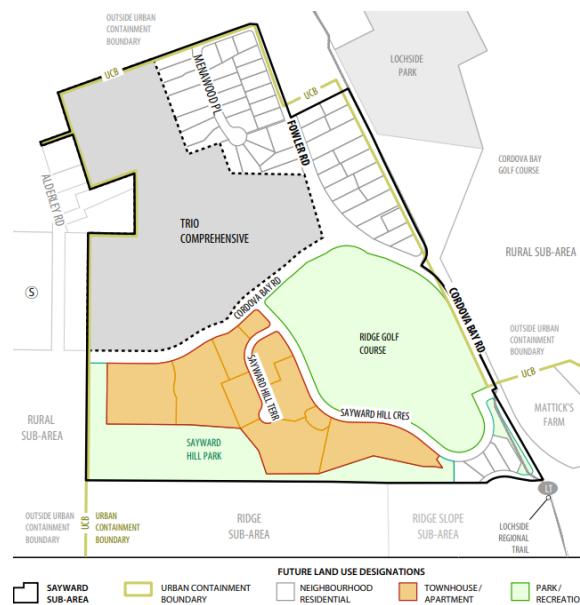 OUTSIDE URBAN
CONTAINMENT
BOUNDARY
UCB
MENAWOOD PL
UCB
FOWLER RD
LOCHSIDE
PARK
CORDOVA BAY
GOLF COURSE
ALDERLEY RD
TRIO
COMPREHENSIVE
RURAL SUB-AREA
S
CORDOVA BAY RD
CORDOVA BAY RD
RIDGE GOLF
COURSE
OUTSIDE URBAN
CONTAINMENT
BOUNDARY
UCB
SAYWARD HILL TERR
SAYWARD HILL CRES
MATTICK'S
FARM
RURAL
SUB-AREA
SAYWARD
HILL PARK
LT
OUTSIDE URBAN
CONTAINMENT
BOUNDARY
UCB
URBAN
CONTAINMENT
BOUNDARY
RIDGE
SUB-AREA
RIDGE SLOPE
SUB-AREA
LOCHSIDE
REGIONAL
TRAIL
FUTURE LAND USE DESIGNATIONS
SAYWARD
SUB-AREA
URBAN CONTAINMENT
BOUNDARY
NEIGHBOURHOOD
RESIDENTIAL
TOWNHOUSE/
APARTMENT
PARK/
RECREATIO